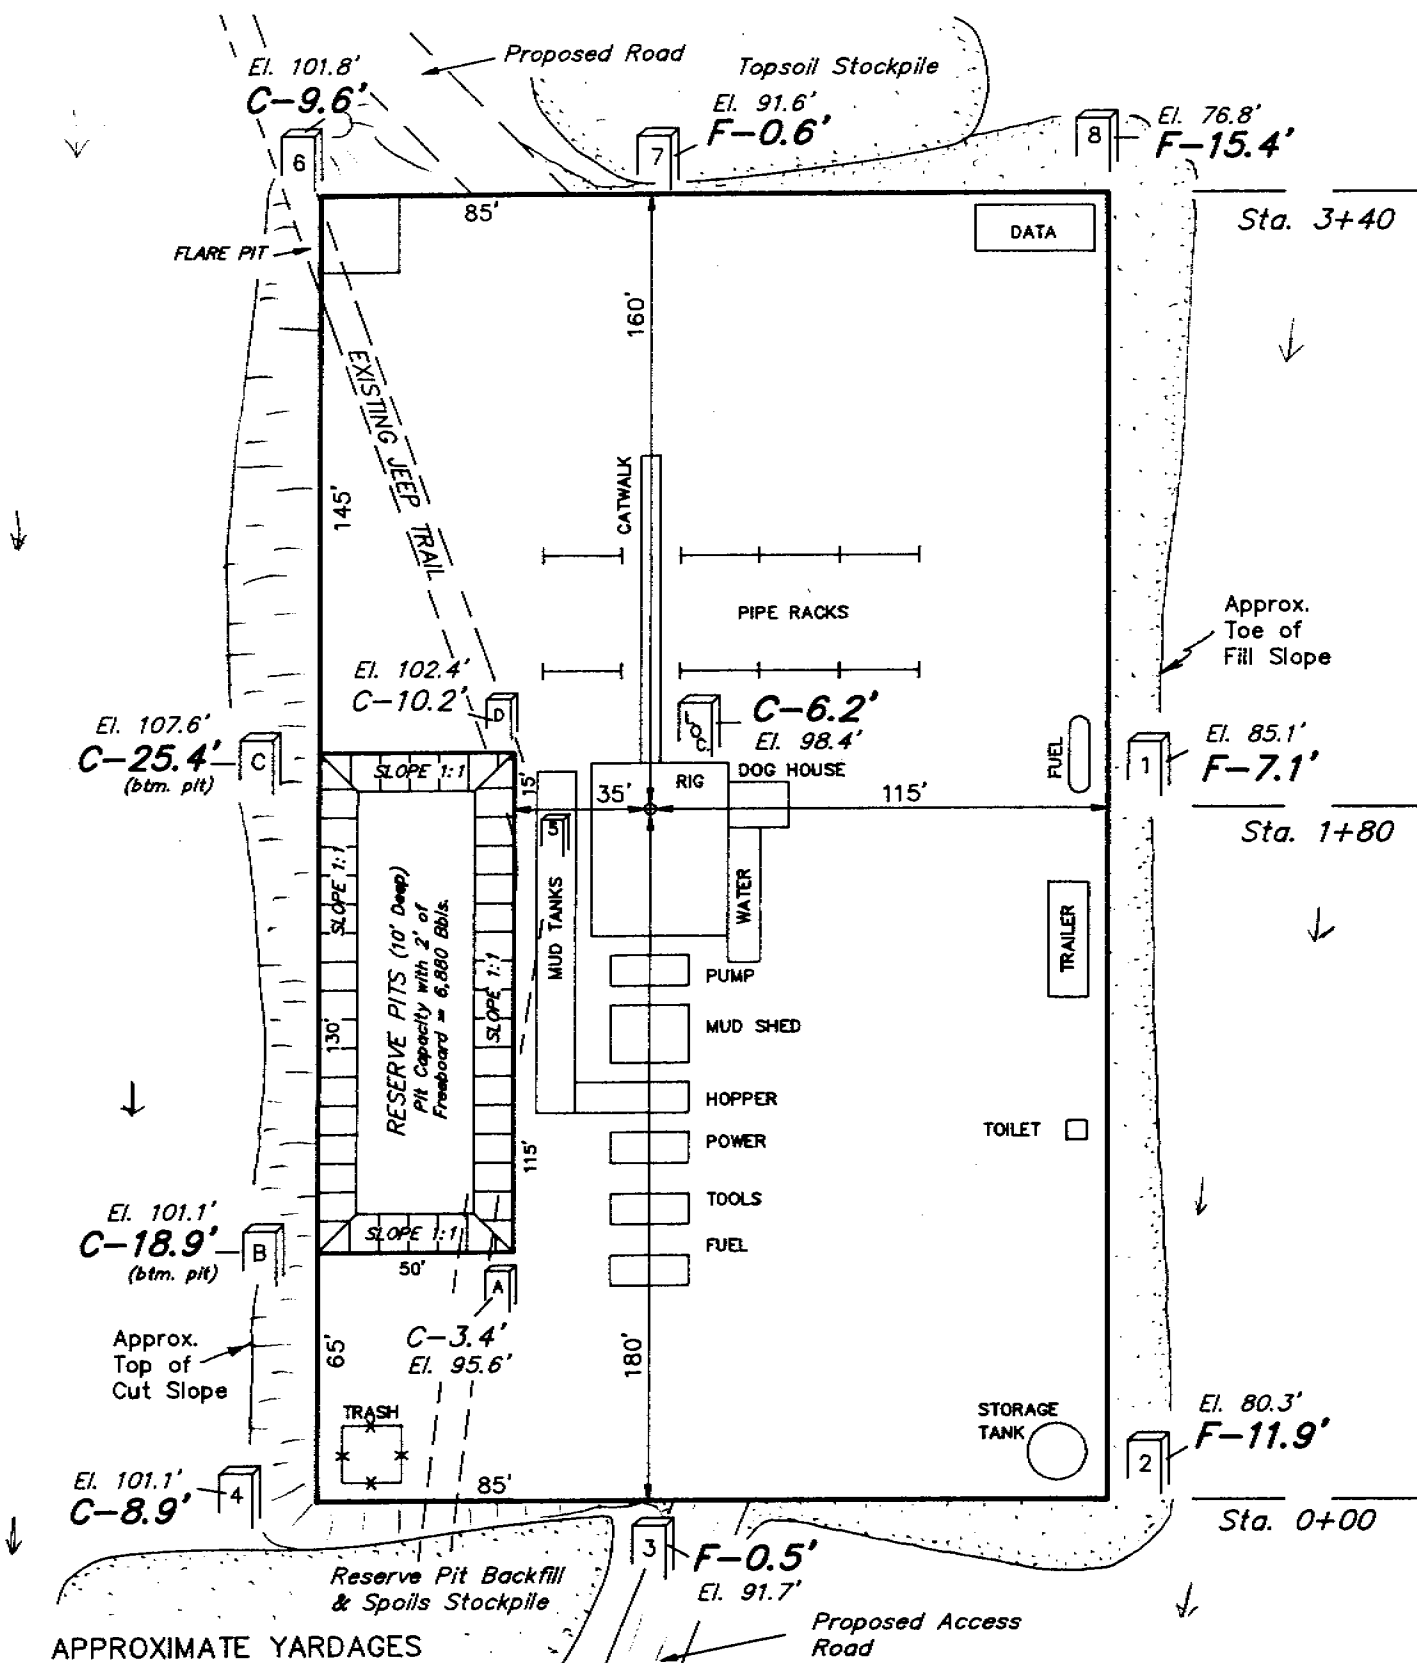 Proposed Road
Topsoil Stockpile
El. 101.8'
C-9.6'
El. 91.6'
F-0.6'
El. 76.8'
F-15.4'
6
7
8
85'
Sta. 3+40
DATA
FLARE PIT
160'
EXISTING JEEP TRAIL
145'
CATWALK
PIPE RACKS
Approx.
Toe of
Fill Slope
El. 102.4'
C-10.2'
D
LOC.
C-6.2'
El. 98.4'
El. 107.6'
C-25.4'
(btm. pit)
C
FUEL
El. 85.1'
F-7.1'
1
SLOPE 1:1
15'
RIG
DOG HOUSE
35'
115'
Sta. 1+80
5
SLOPE 1:1
RESERVE PITS (10' Deep)
Pit Capacity with 2' of
Freeboard = 6,880 Bbls.
SLOPE 1:1
130'
MUD TANKS
WATER
TRAILER
PUMP
MUD SHED
HOPPER
TOILET
POWER
115'
TOOLS
FUEL
El. 101.1'
C-18.9'
(btm. pit)
B
SLOPE 1:1
50'
A
C-3.4'
El. 95.6'
Approx.
Top of
Cut Slope
65'
180'
TRASH
STORAGE
TANK
El. 80.3'
F-11.9'
2
El. 101.1'
C-8.9'
4
85'
Sta. 0+00
3
F-0.5'
El. 91.7'
Reserve Pit Backfill
& Spoils Stockpile
Proposed Access
Road
APPROXIMATE YARDAGES